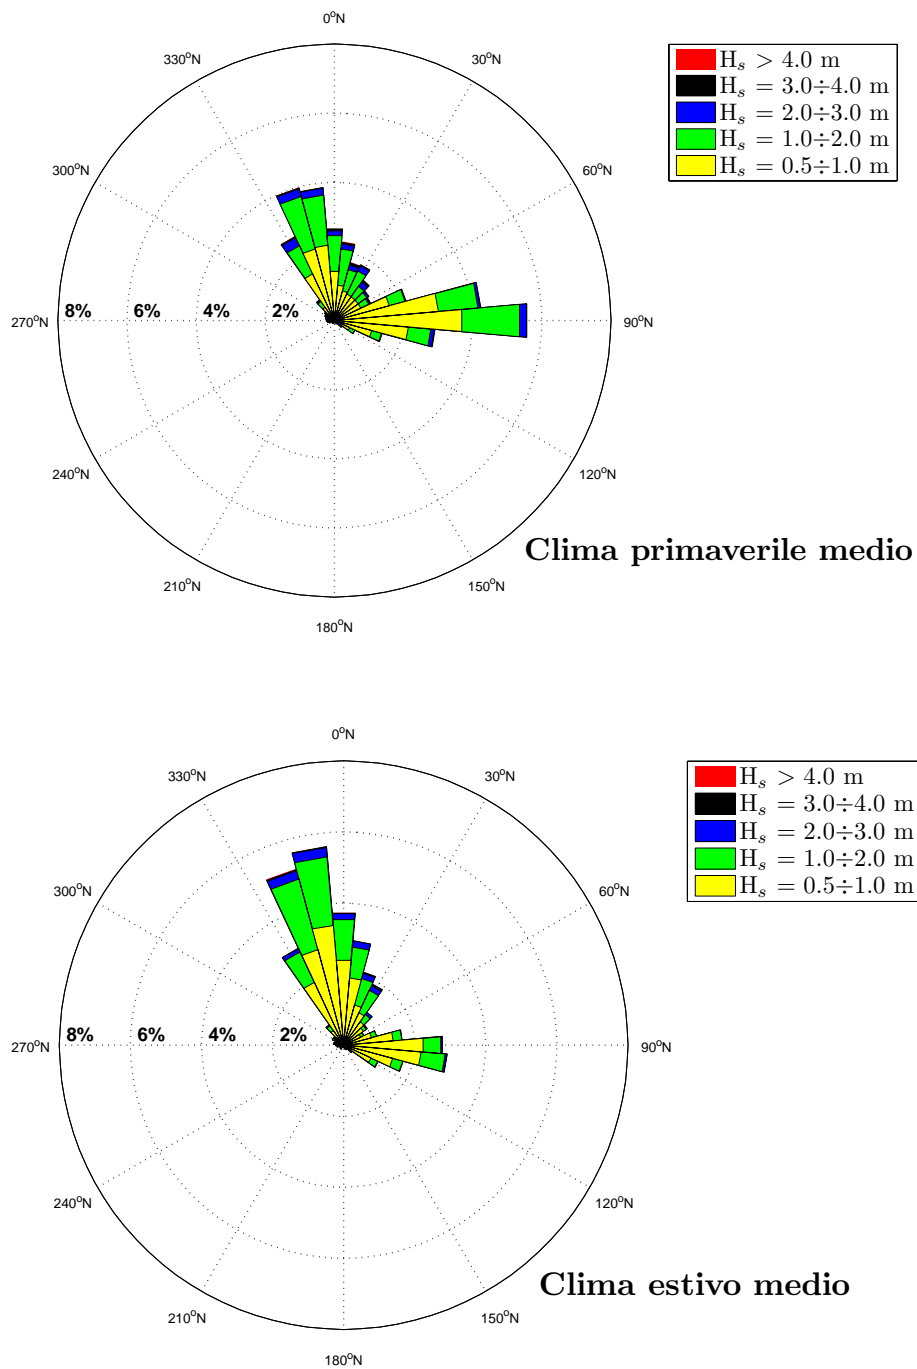 0°N
330°N
30°N
H_s > 4.0 m
H_s = 3.0÷4.0 m
H_s = 2.0÷3.0 m
H_s = 1.0÷2.0 m
H_s = 0.5÷1.0 m
300°N
60°N
8% 6% 4% 2%
270°N
90°N
240°N
120°N
Clima primaverile medio
210°N
150°N
180°N
0°N
330°N
30°N
H_s > 4.0 m
H_s = 3.0÷4.0 m
H_s = 2.0÷3.0 m
H_s = 1.0÷2.0 m
H_s = 0.5÷1.0 m
300°N
60°N
8% 6% 4% 2%
270°N
90°N
240°N
120°N
Clima estivo medio
210°N
150°N
180°N